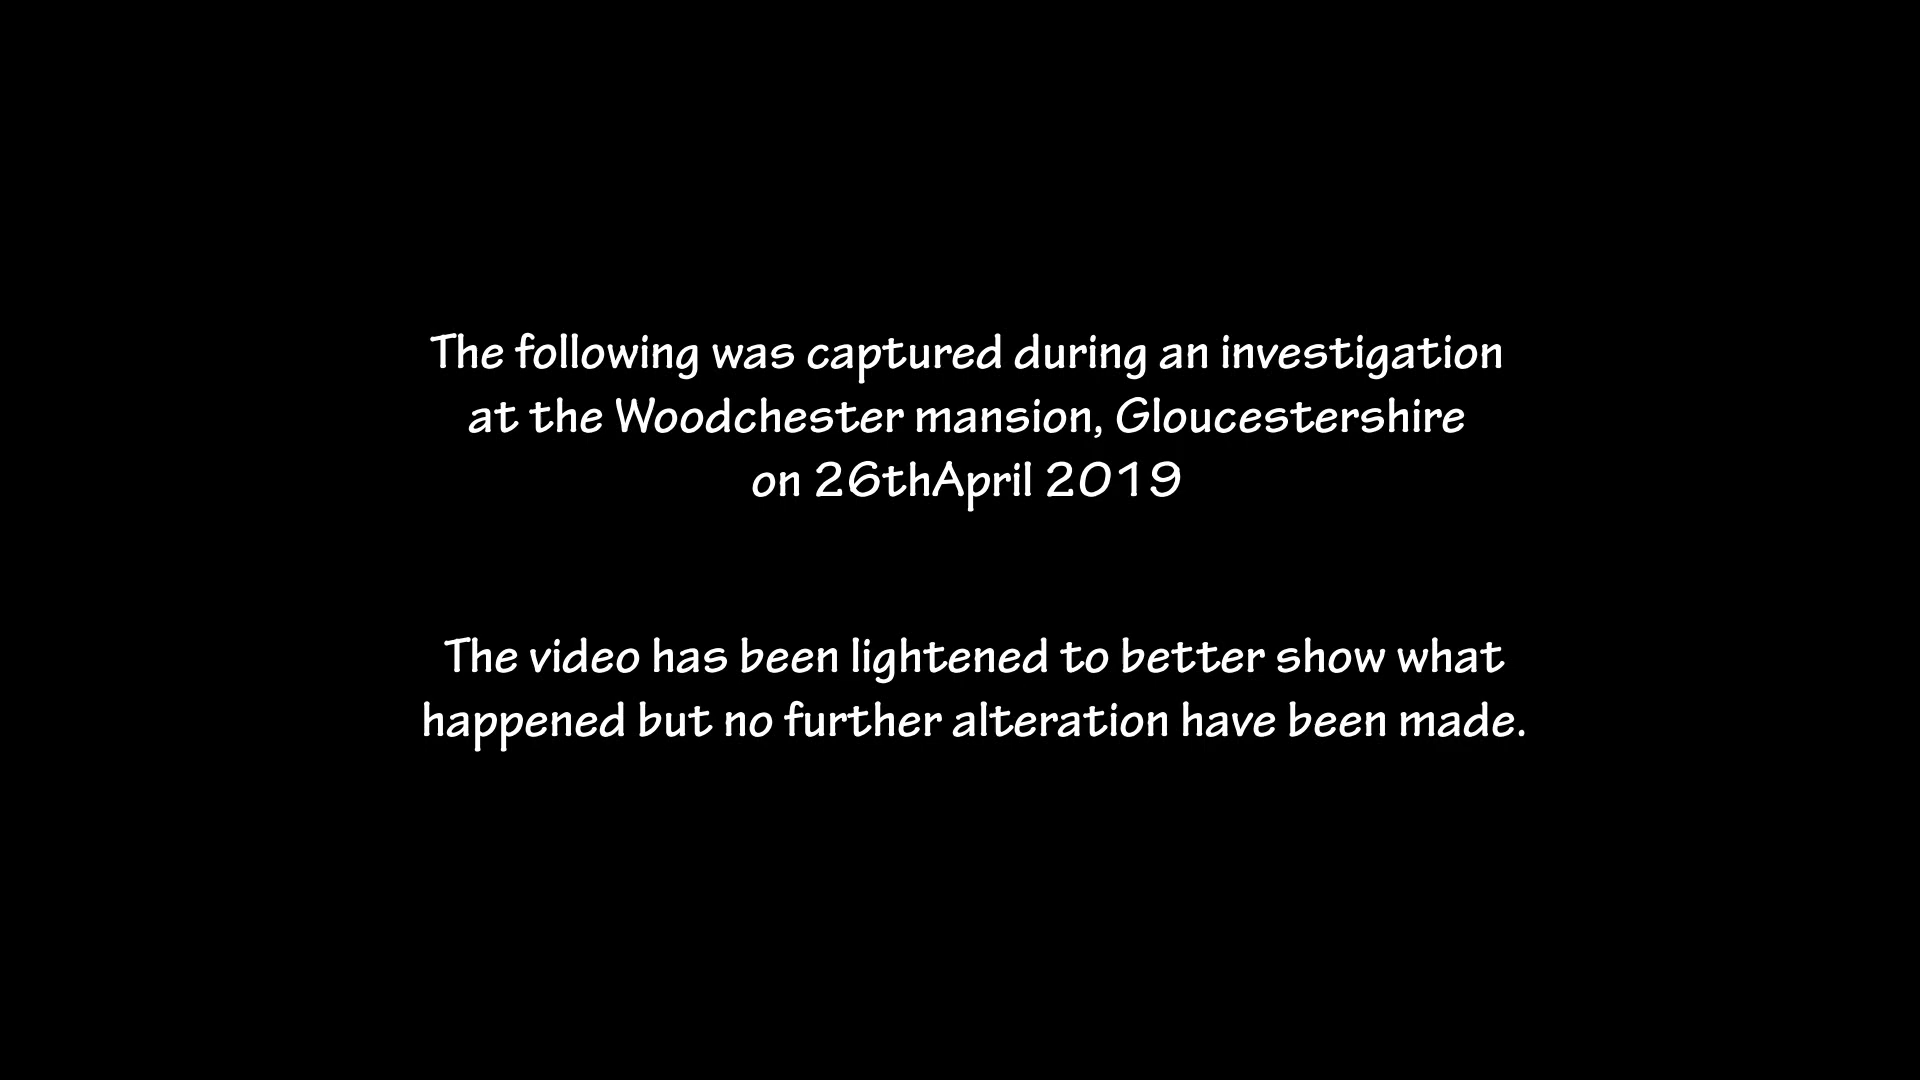 The following was captured during an investigation
at the Woodchester mansion, Gloucestershire
on 26thApril 2019
The video has been lightened to better show what
happened but no further alteration have been made.